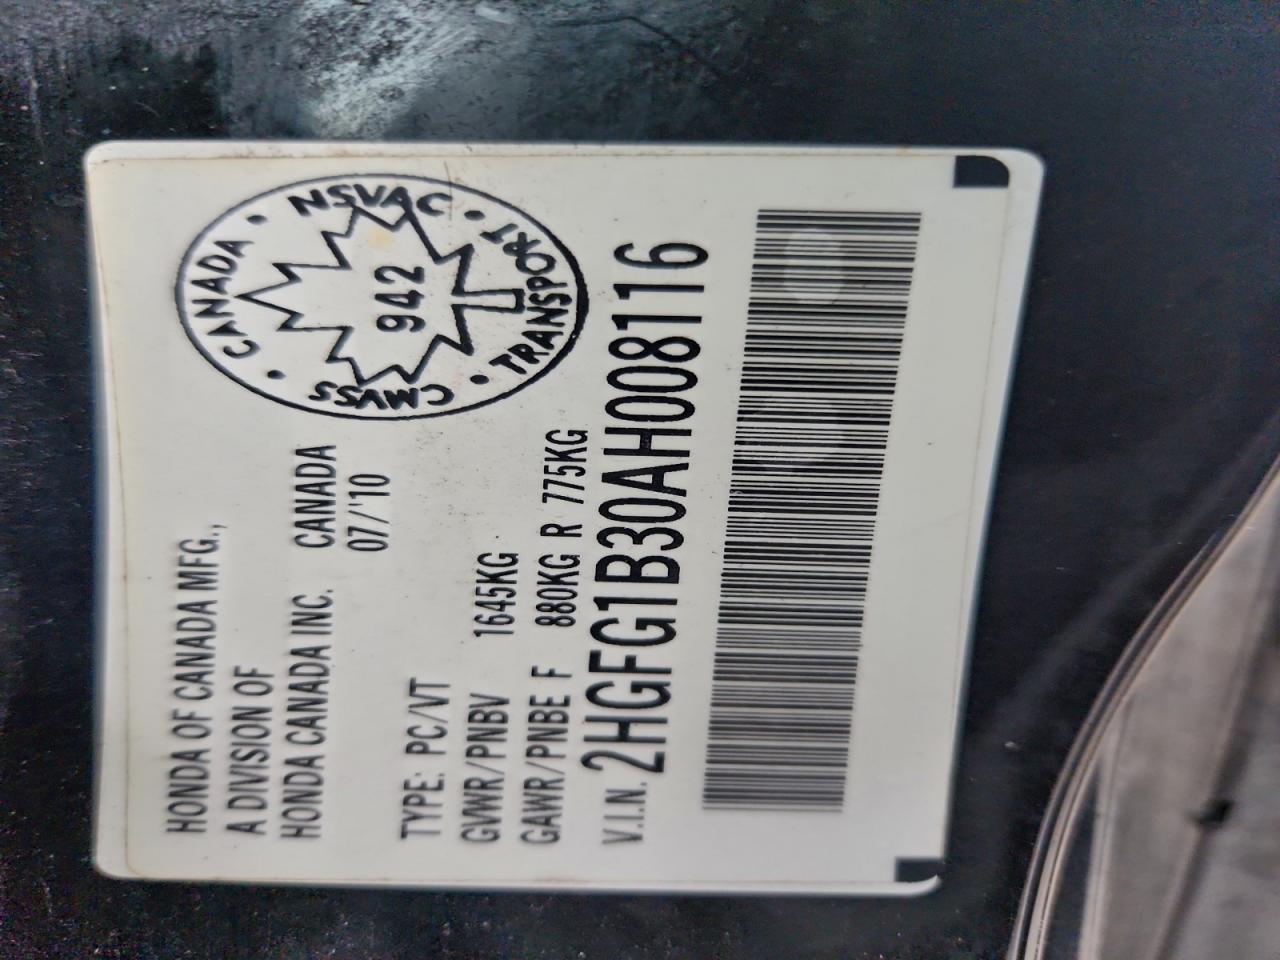 HONDA OF CANADA MFG.,
A DIVISION OF
HONDA CANADA INC. CANADA
07/'10
TYPE: PC/VT
GVWR/PNBV 1645KG
GAWR/PNBE F 880KG R 775KG
V.I.N. 2HGFG1B30AH008116
CANADA · NSVAC · TRANSPORT · CMVSS ·
942